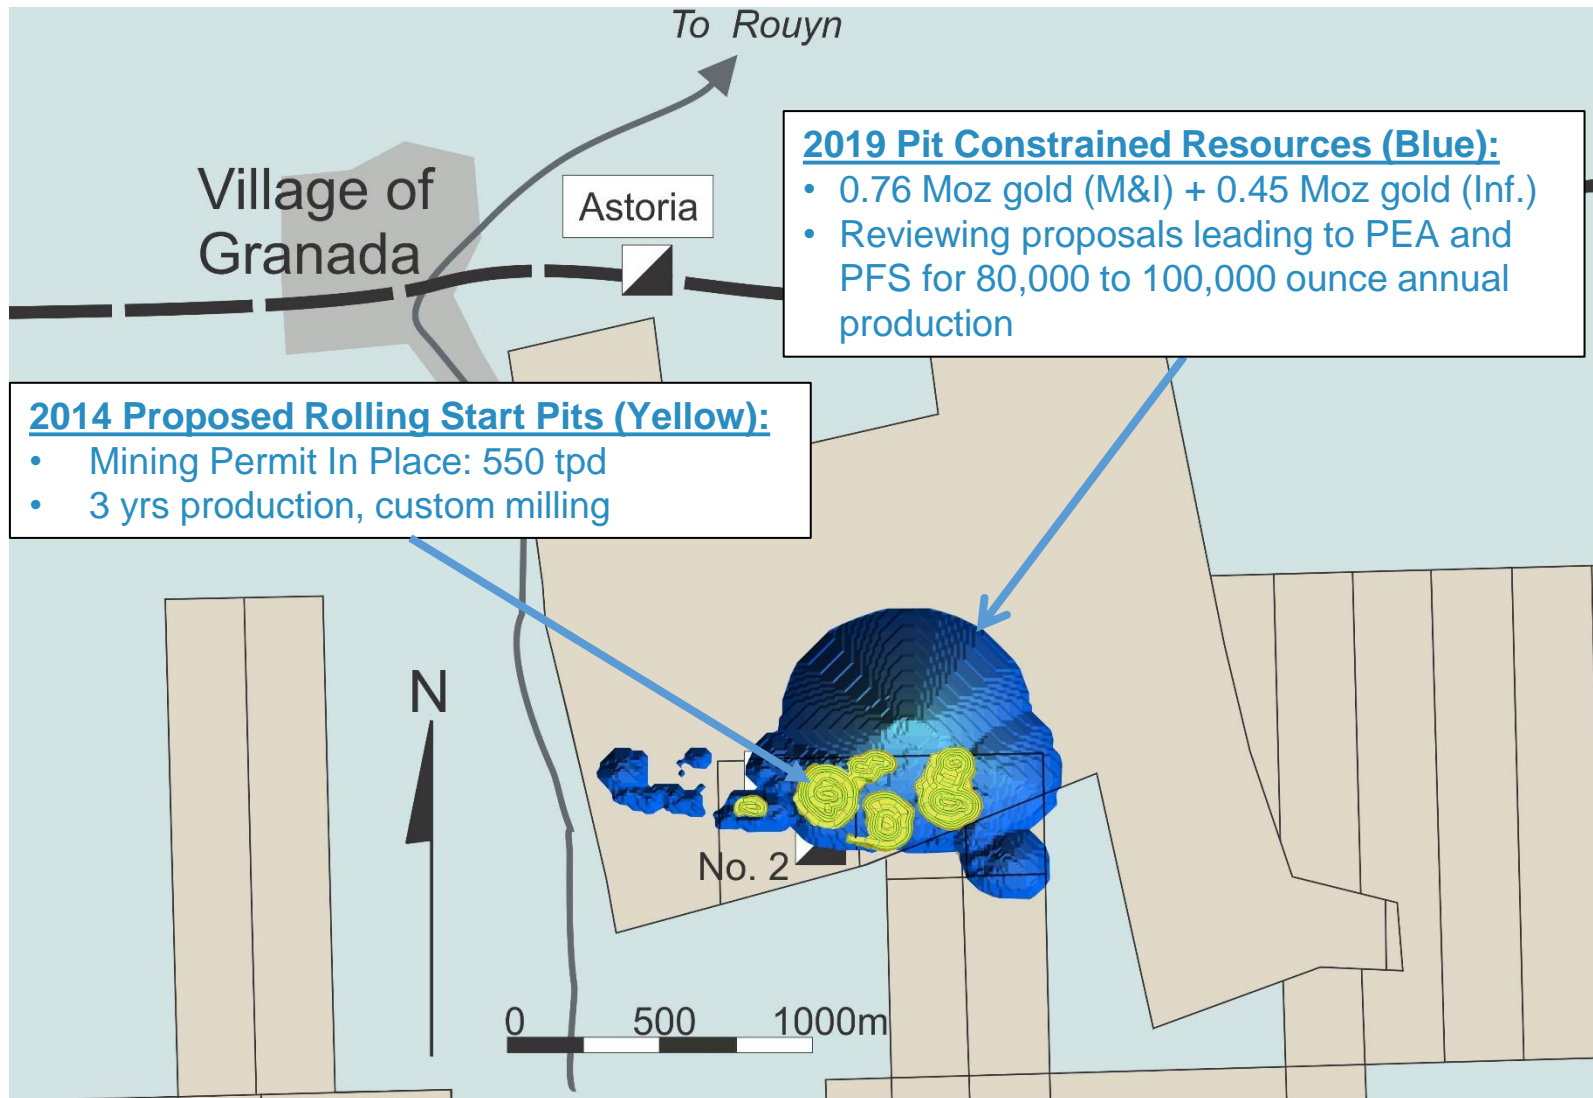 To Rouyn
2019 Pit Constrained Resources (Blue):
• 0.76 Moz gold (M&I) + 0.45 Moz gold (Inf.)
• Reviewing proposals leading to PEA and
PFS for 80,000 to 100,000 ounce annual
production
Village of
Granada
Astoria
2014 Proposed Rolling Start Pits (Yellow):
• Mining Permit In Place: 550 tpd
• 3 yrs production, custom milling
N
No. 2
0 500 1000m